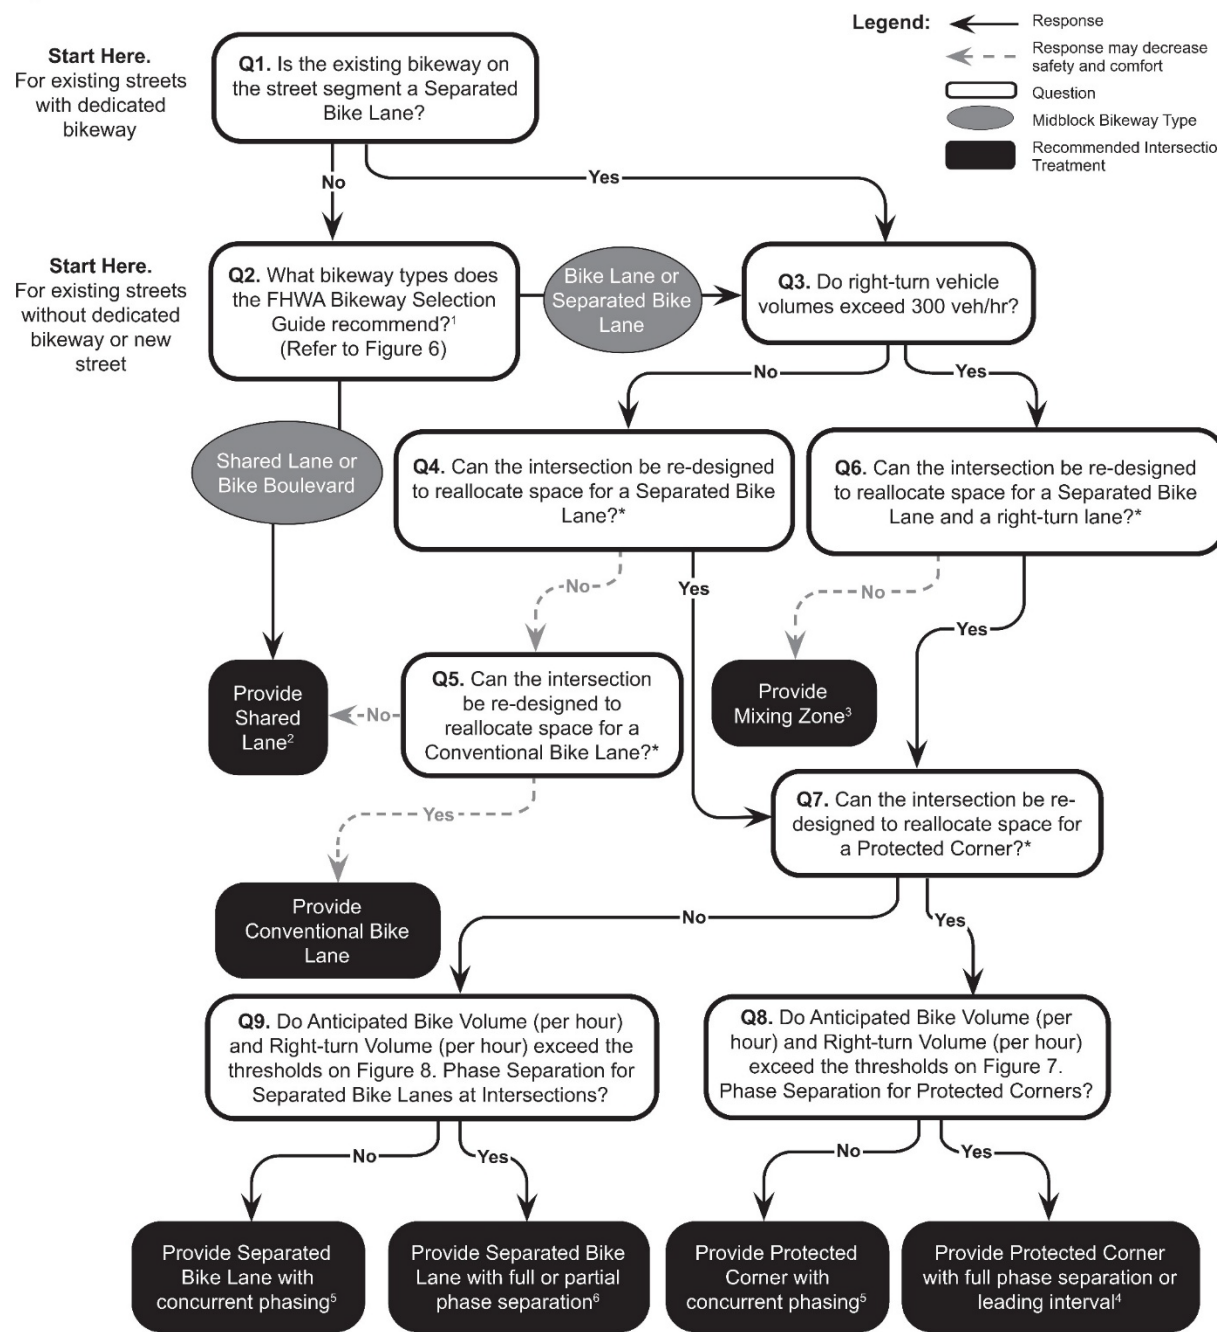 Legend:
Response
Response may decrease
safety and comfort
Question
Midblock Bikeway Type
Recommended Intersectio
Treatment
Start Here.
For existing streets
with dedicated
bikeway
Q1. Is the existing bikeway on
the street segment a Separated
Bike Lane?
No
Yes
Start Here.
For existing streets
without dedicated
bikeway or new
street
Q2. What bikeway types does
the FHWA Bikeway Selection
Guide recommend?¹
(Refer to Figure 6)
Bike Lane or
Separated Bike
Lane
Q3. Do right-turn vehicle
volumes exceed 300 veh/hr?
No
Yes
Shared Lane or
Bike Boulevard
Q4. Can the intersection be re-designed
to reallocate space for a Separated Bike
Lane?*
Q6. Can the intersection be re-designed
to reallocate space for a Separated Bike
Lane and a right-turn lane?*
No
Yes
No
Yes
Provide
Shared
Lane²
No
Q5. Can the intersection
be re-designed to
reallocate space for a
Conventional Bike Lane?*
Provide
Mixing Zone³
Yes
Q7. Can the intersection be re-
designed to reallocate space for
a Protected Corner?*
Provide
Conventional Bike
Lane
No
Yes
Q9. Do Anticipated Bike Volume (per hour)
and Right-turn Volume (per hour) exceed the
thresholds on Figure 8. Phase Separation for
Separated Bike Lanes at Intersections?
Q8. Do Anticipated Bike Volume (per
hour) and Right-turn Volume (per hour)
exceed the thresholds on Figure 7.
Phase Separation for Protected Corners?
No
Yes
No
Yes
Provide Separated
Bike Lane with
concurrent phasing⁵
Provide Separated Bike
Lane with full or partial
phase separation⁶
Provide Protected
Corner with
concurrent phasing⁵
Provide Protected Corner
with full phase separation or
leading interval⁴